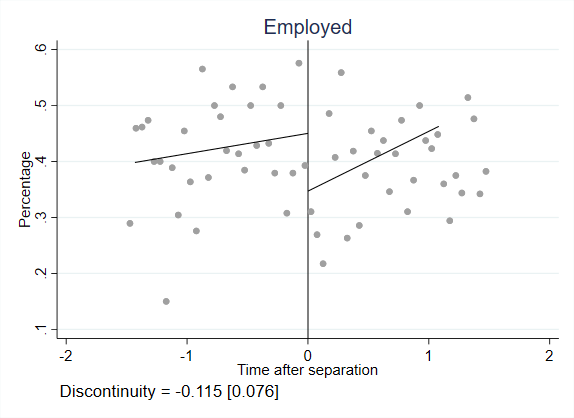 Employed
.6
.5
.4
.3
.2
.1
Percentage
-2 -1 0 1 2
Time after separation
Discontinuity = -0.115 [0.076]